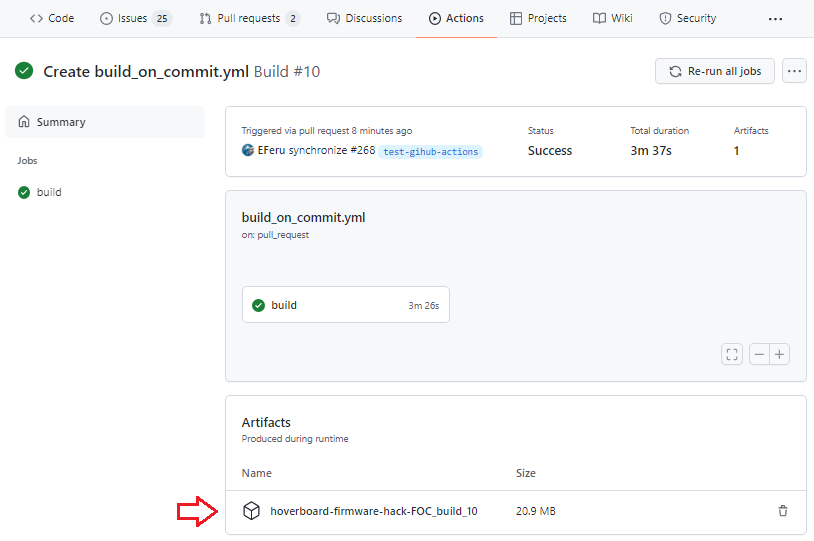 Code Issues 25 Pull requests 2 Discussions Actions Projects Wiki Security ...
Create build_on_commit.yml Build #10
Re-run all jobs ...
Summary
Jobs
build
Triggered via pull request 8 minutes ago
EFeru synchronize #268 test-gihub-actions
Status
Success
Total duration
3m 37s
Artifacts
1
build_on_commit.yml
on: pull_request
build 3m 26s
Artifacts
Produced during runtime
Name Size
hoverboard-firmware-hack-FOC_build_10 20.9 MB